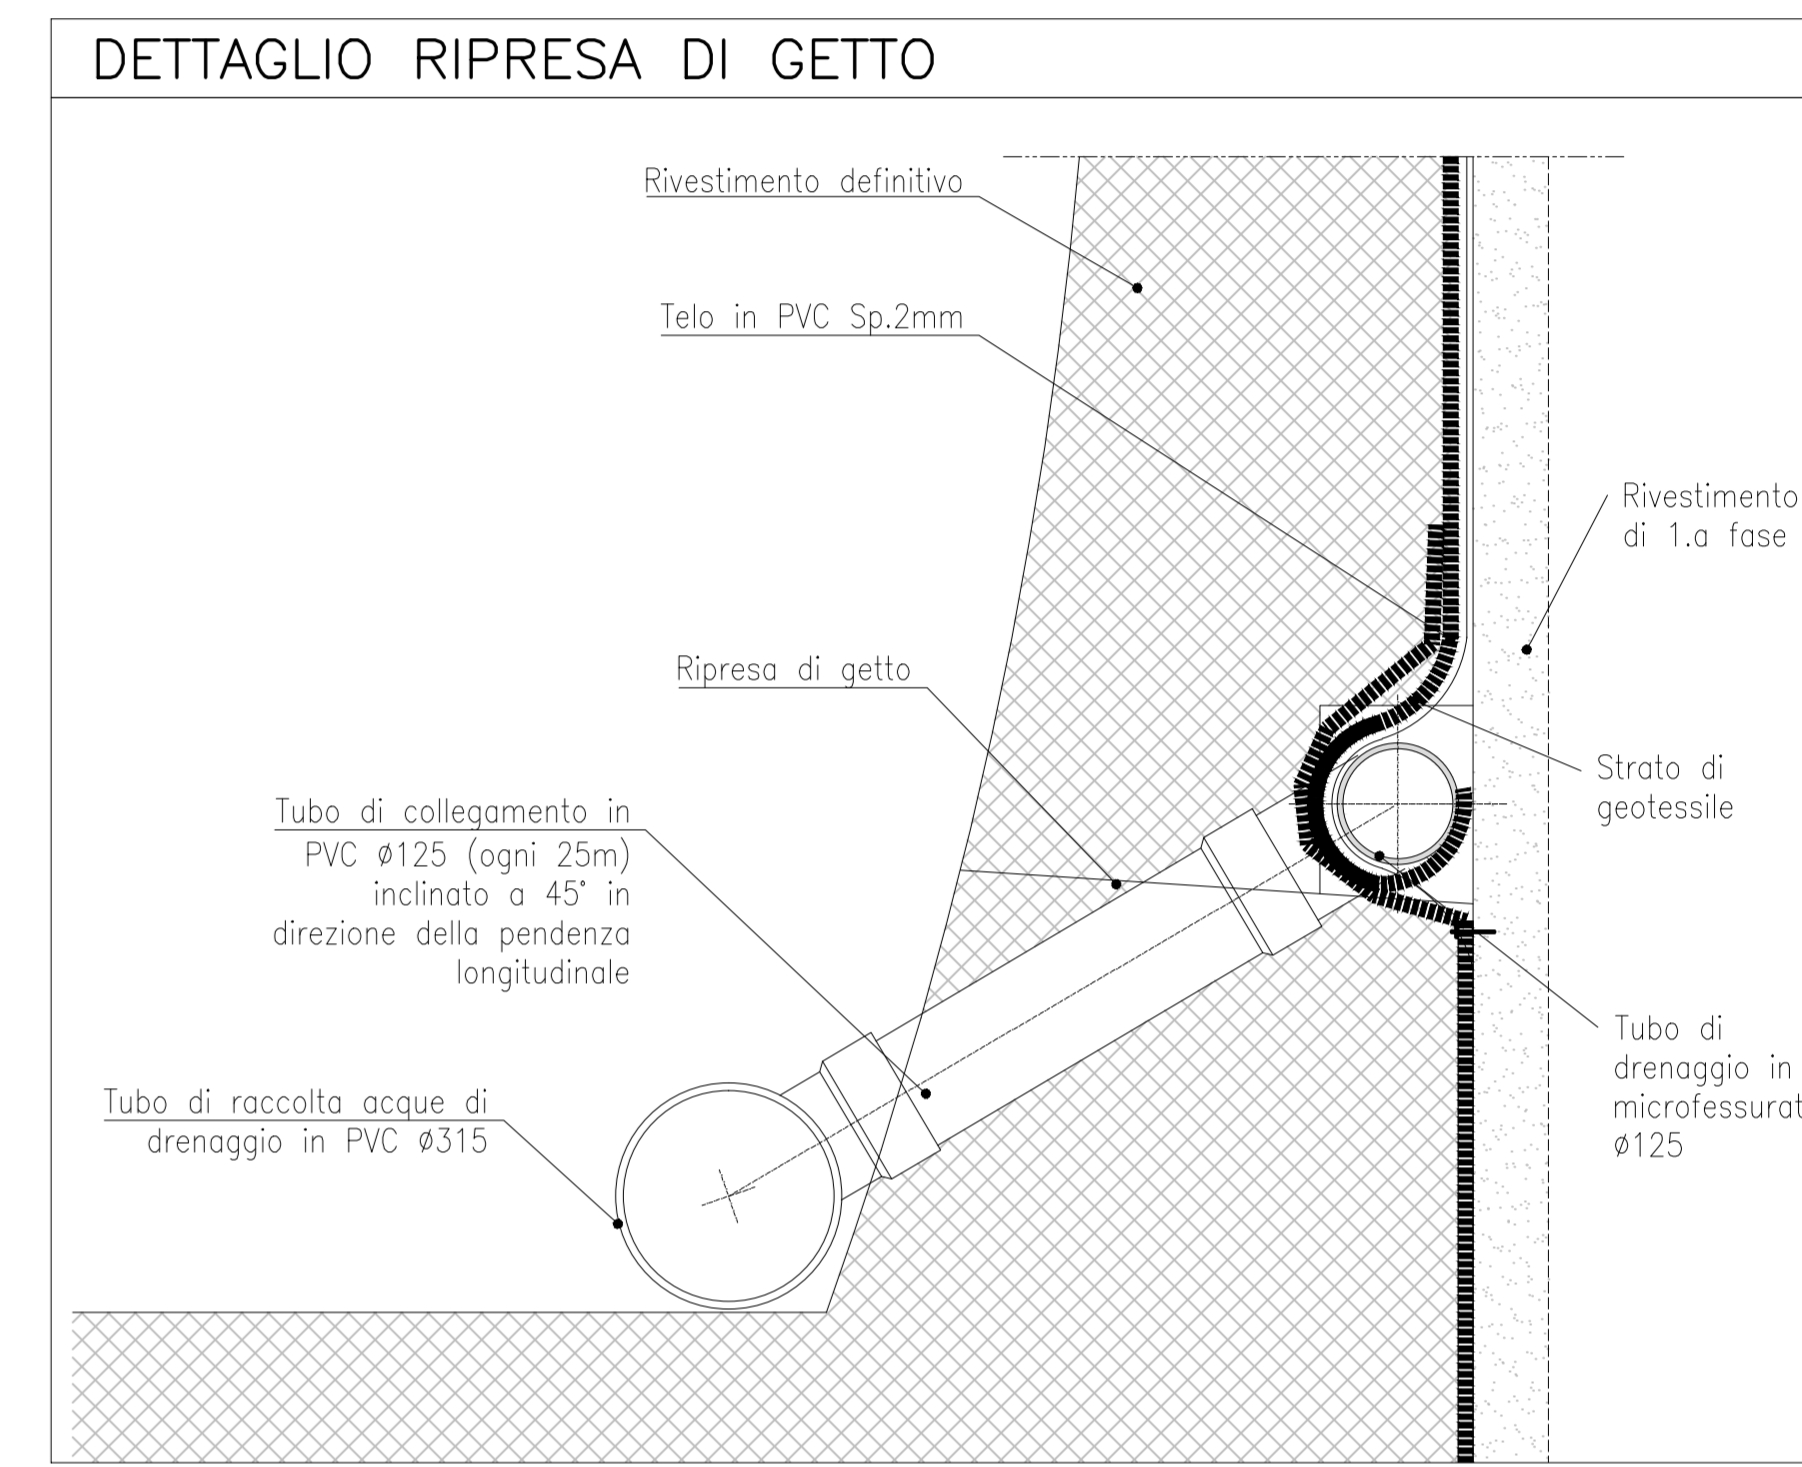 DETTAGLIO RIPRESA DI GETTO
Rivestimento definitivo
Telo in PVC Sp.2mm
Rivestimento
di 1.a fase
Ripresa di getto
Strato di
geotessile
Tubo di collegamento in
PVC ø125 (ogni 25m)
inclinato a 45° in
direzione della pendenza
longitudinale
Tubo di
drenaggio in
microfessurat
ø125
Tubo di raccolta acque di
drenaggio in PVC ø315